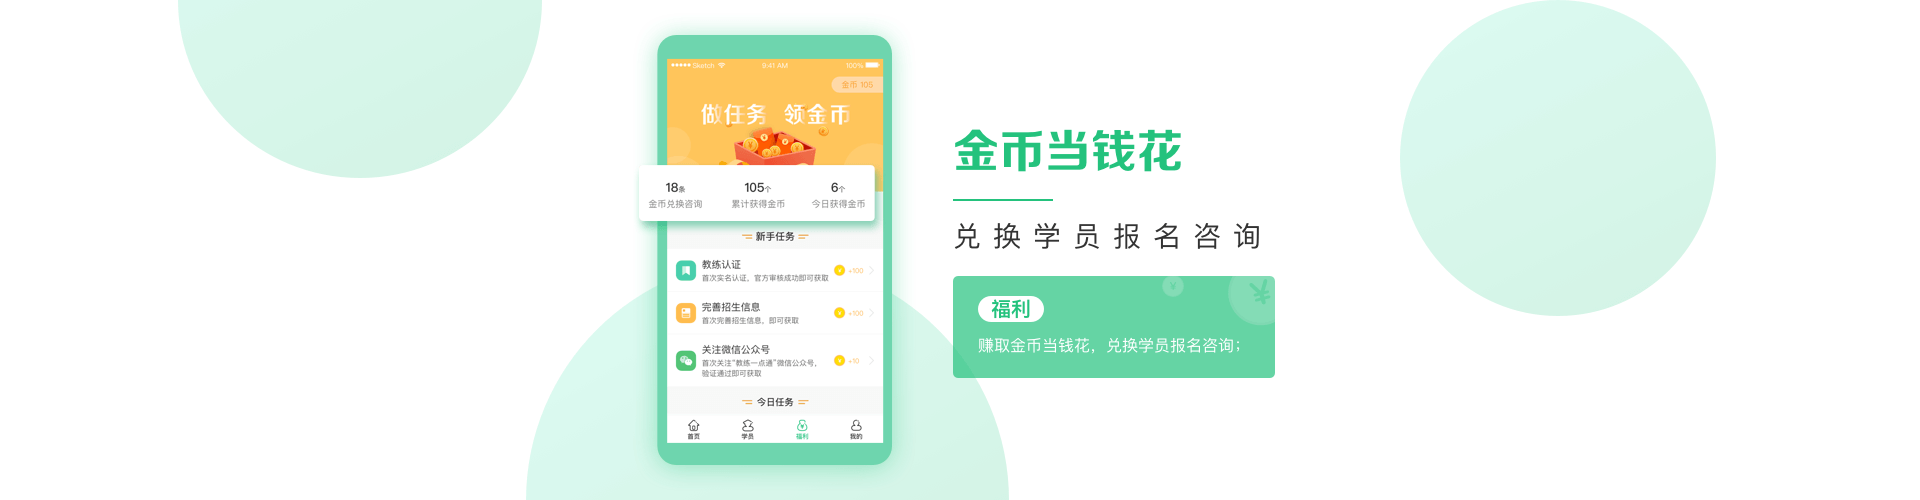 Sketch 9:41 AM 100%
金币 105
做任务 领金币
18条 105个 6个
金币兑换咨询 累计获得金币 今日获得金币
新手任务
教练认证
首次实名认证，官方审核成功即可获取 +100
完善招生信息
首次完善招生信息，即可获取 +100
关注微信公众号
首次关注"教练一点通"微信公众号，
验证通过即可获取 +10
今日任务
首页 学员 福利 我的
金币当钱花
兑换学员报名咨询
福利
赚取金币当钱花，兑换学员报名咨询；